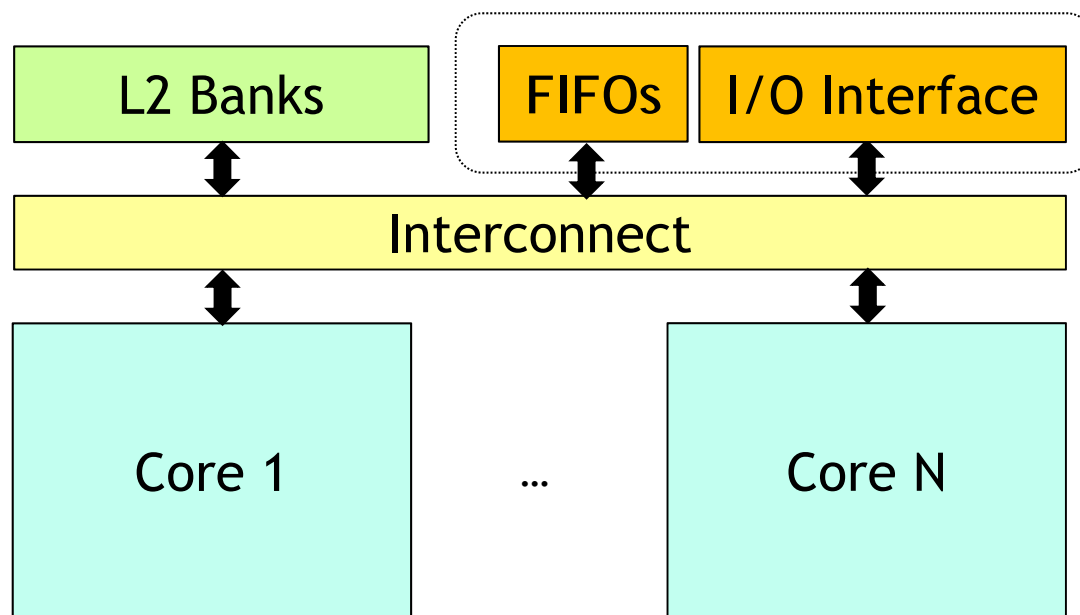 L2 Banks
FIFOs
I/O Interface
Interconnect
Core 1
…
Core N